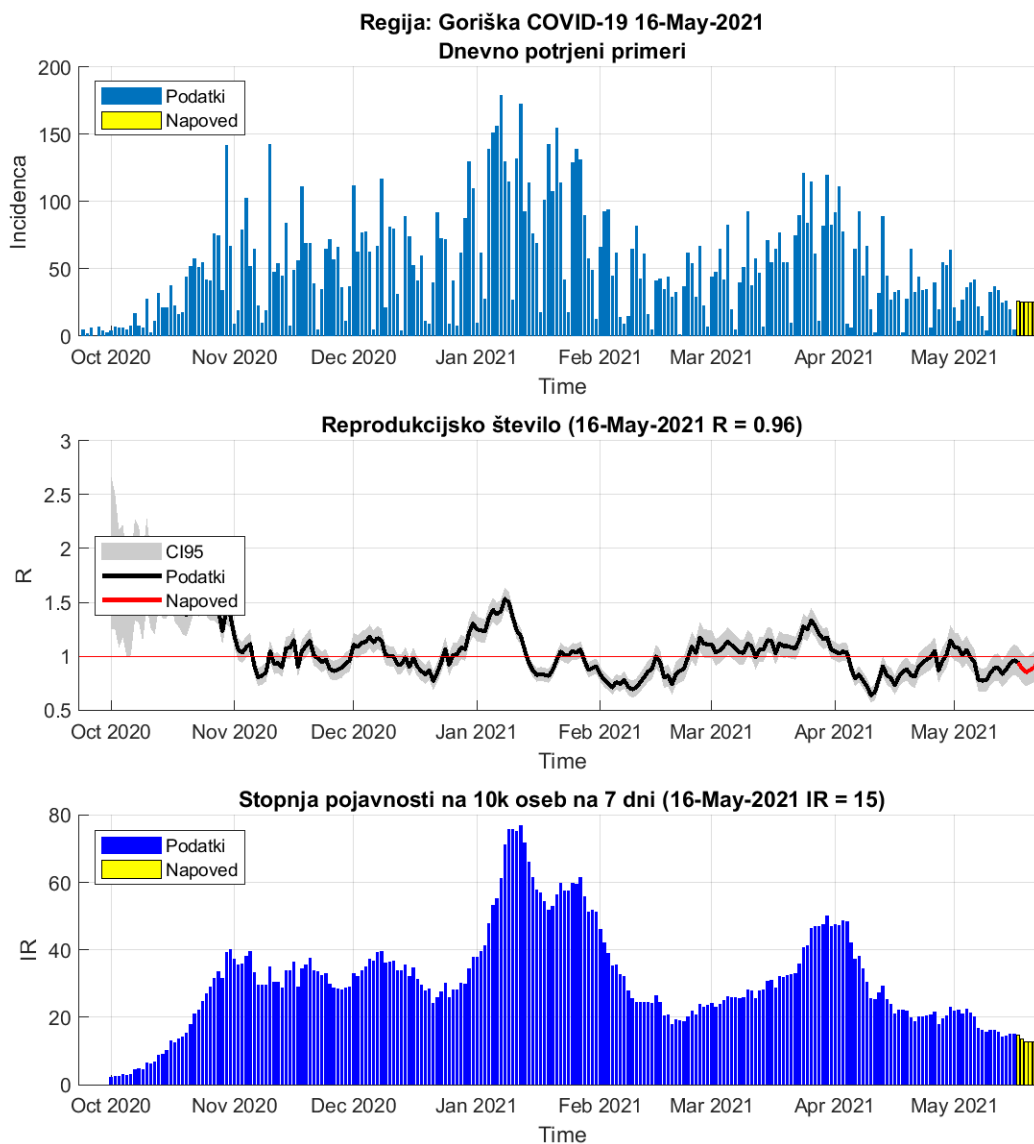 Regija: Goriška COVID-19 16-May-2021
Dnevno potrjeni primeri
200
150
100
50
0
Incidenca
Podatki
Napoved
Oct 2020 Nov 2020 Dec 2020 Jan 2021 Feb 2021 Mar 2021 Apr 2021 May 2021
Time
Reprodukcijsko število (16-May-2021 R = 0.96)
3
2.5
2
1.5
1
0.5
R
CI95
Podatki
Napoved
Oct 2020 Nov 2020 Dec 2020 Jan 2021 Feb 2021 Mar 2021 Apr 2021 May 2021
Time
Stopnja pojavnosti na 10k oseb na 7 dni (16-May-2021 IR = 15)
80
60
40
20
0
IR
Podatki
Napoved
Oct 2020 Nov 2020 Dec 2020 Jan 2021 Feb 2021 Mar 2021 Apr 2021 May 2021
Time